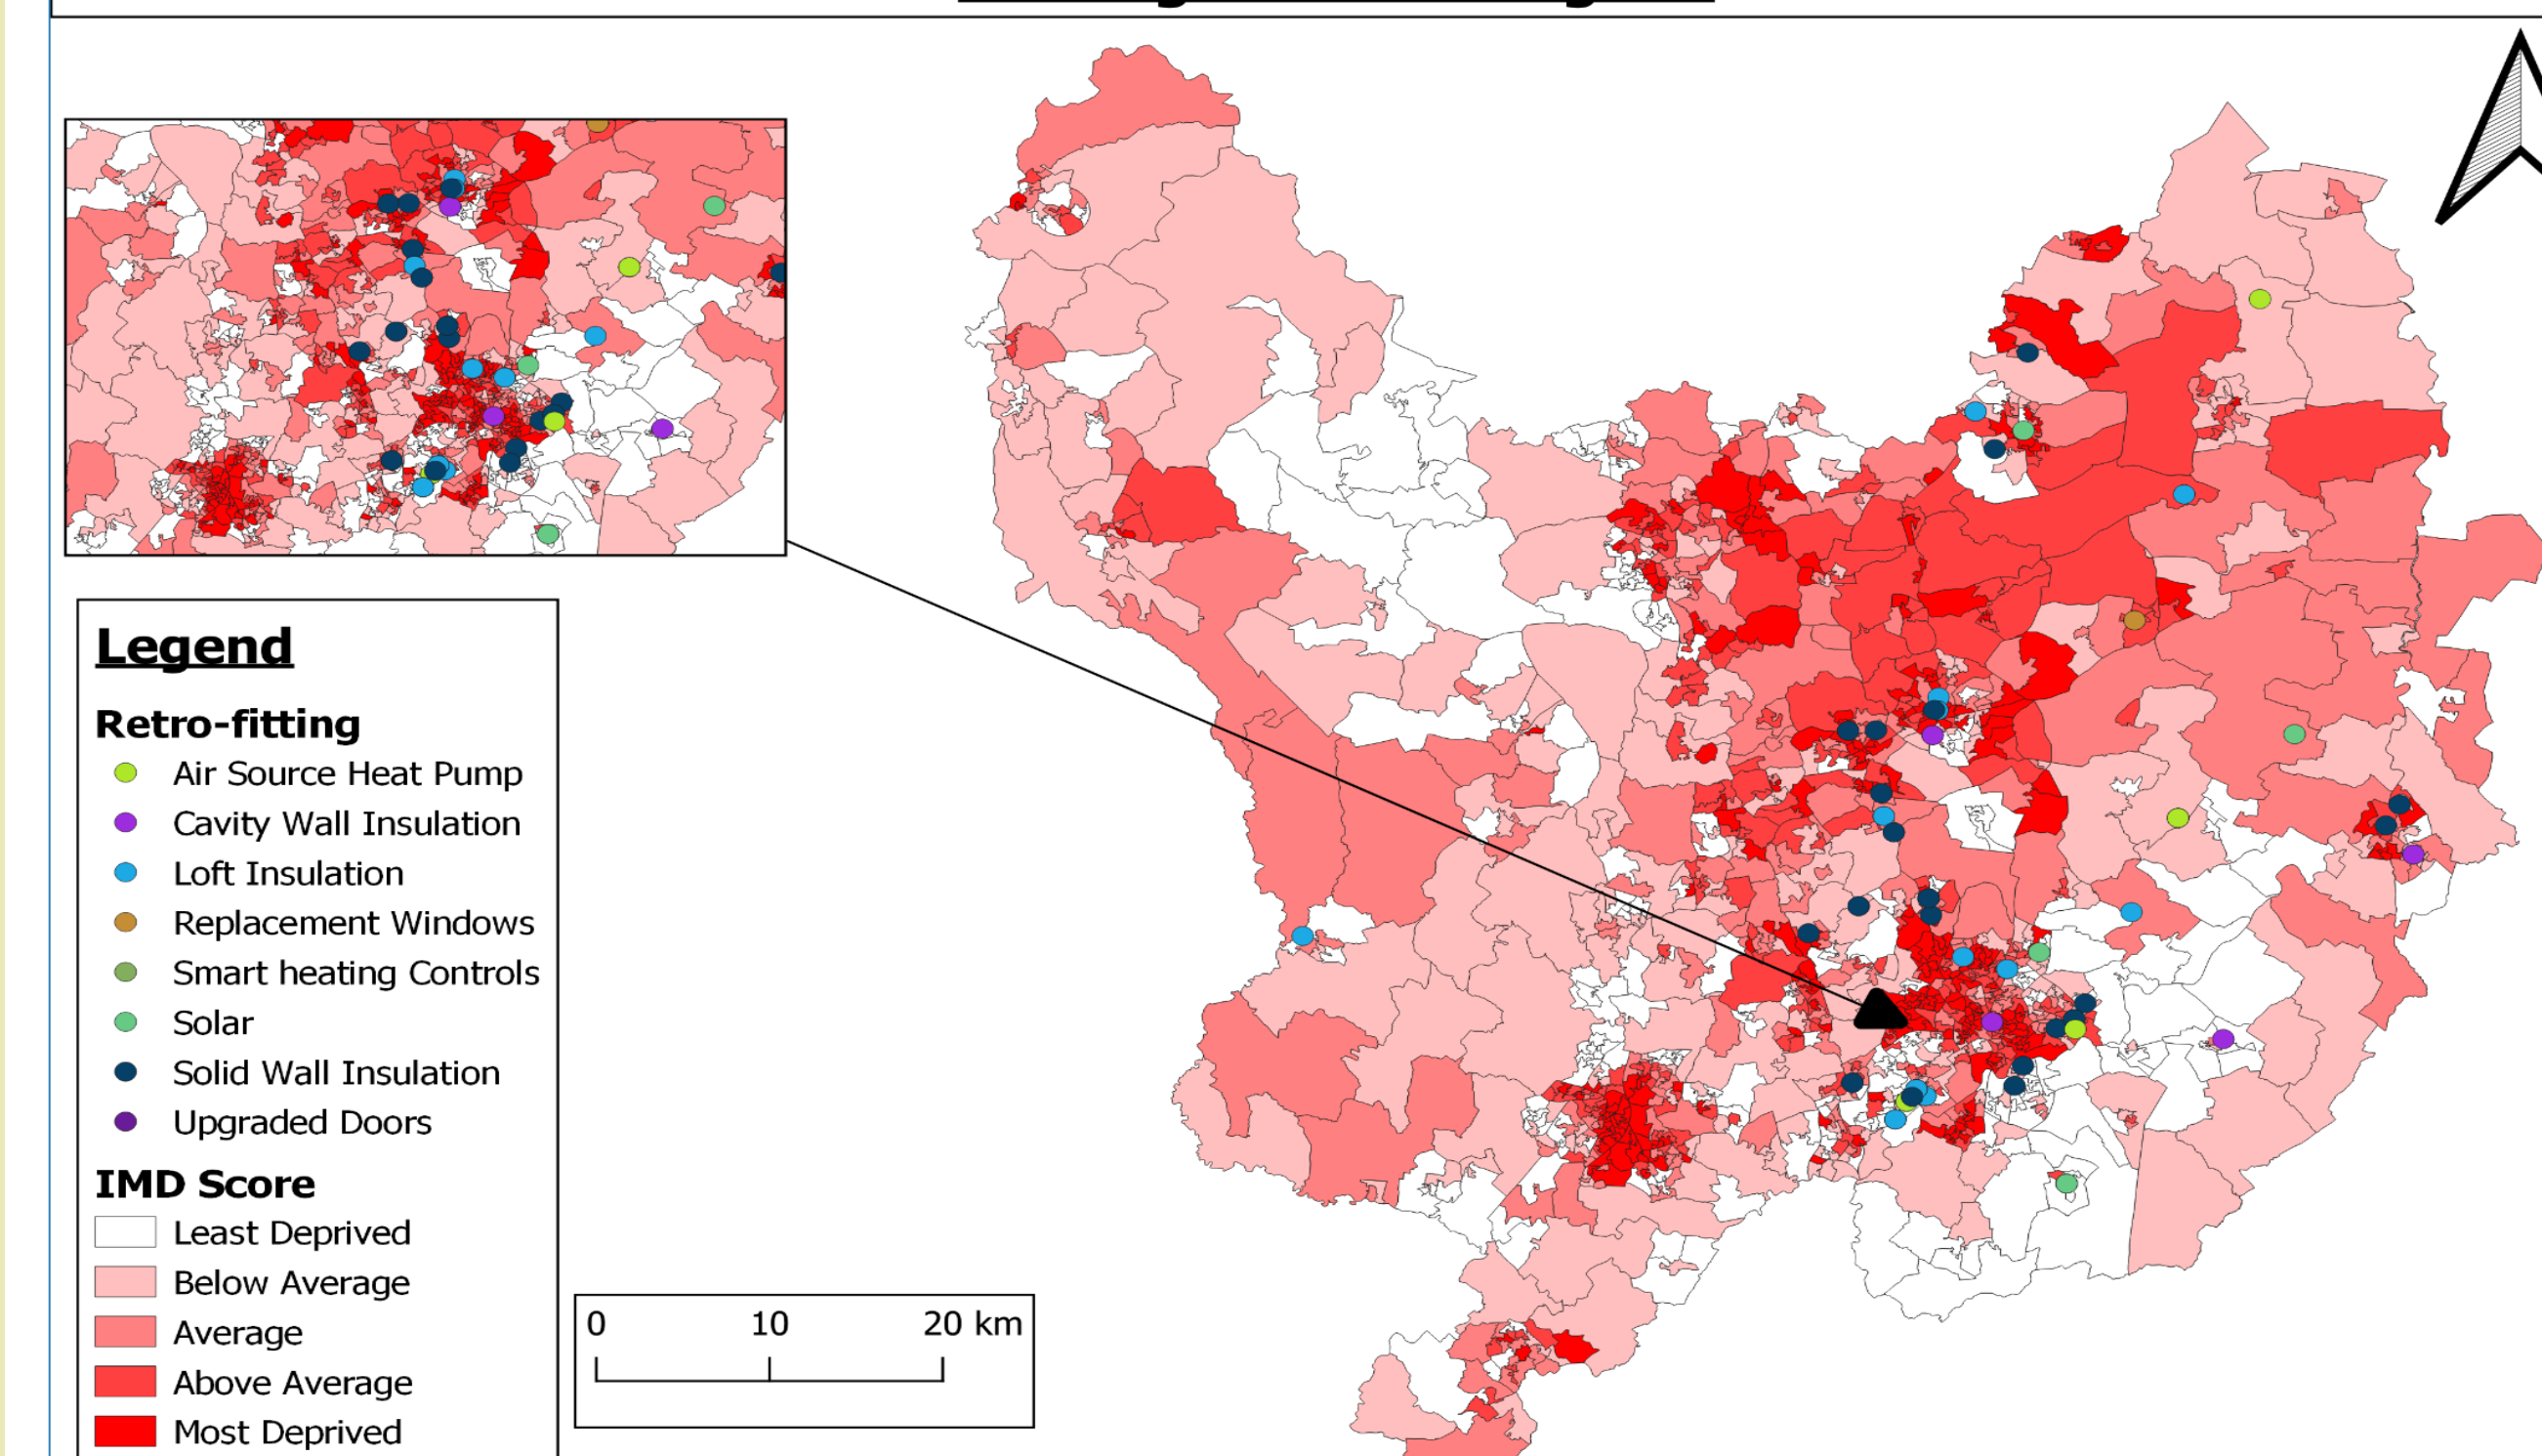 Legend
Retro-fitting
Air Source Heat Pump
Cavity Wall Insulation
Loft Insulation
Replacement Windows
Smart heating Controls
Solar
Solid Wall Insulation
Upgraded Doors
IMD Score
Least Deprived
Below Average
Average
Above Average
Most Deprived
0 10 20 km